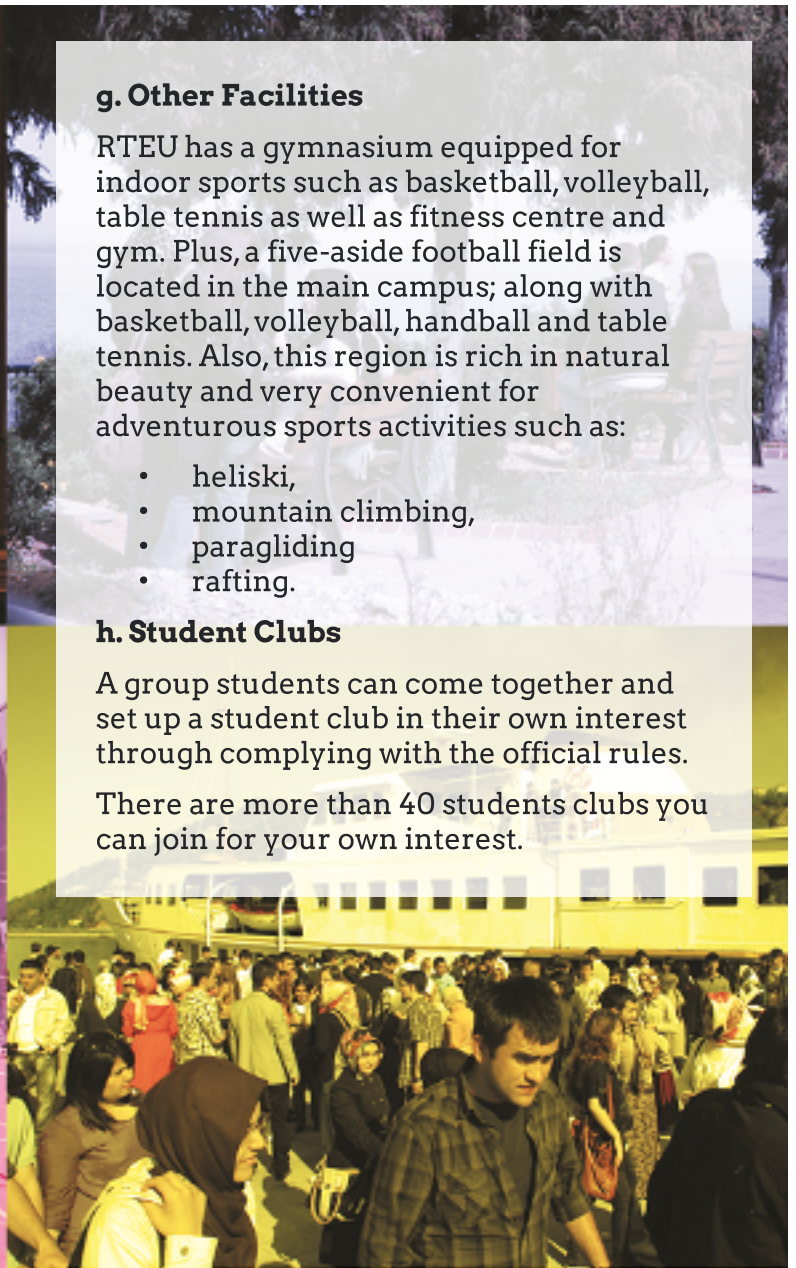 g. Other Facilities
RTEU has a gymnasium equipped for
indoor sports such as basketball, volleyball,
table tennis as well as fitness centre and
gym. Plus, a five-aside football field is
located in the main campus; along with
basketball, volleyball, handball and table
tennis. Also, this region is rich in natural
beauty and very convenient for
adventurous sports activities such as:
• heliski,
• mountain climbing,
• paragliding
• rafting.
h. Student Clubs
A group students can come together and
set up a student club in their own interest
through complying with the official rules.
There are more than 40 students clubs you
can join for your own interest.